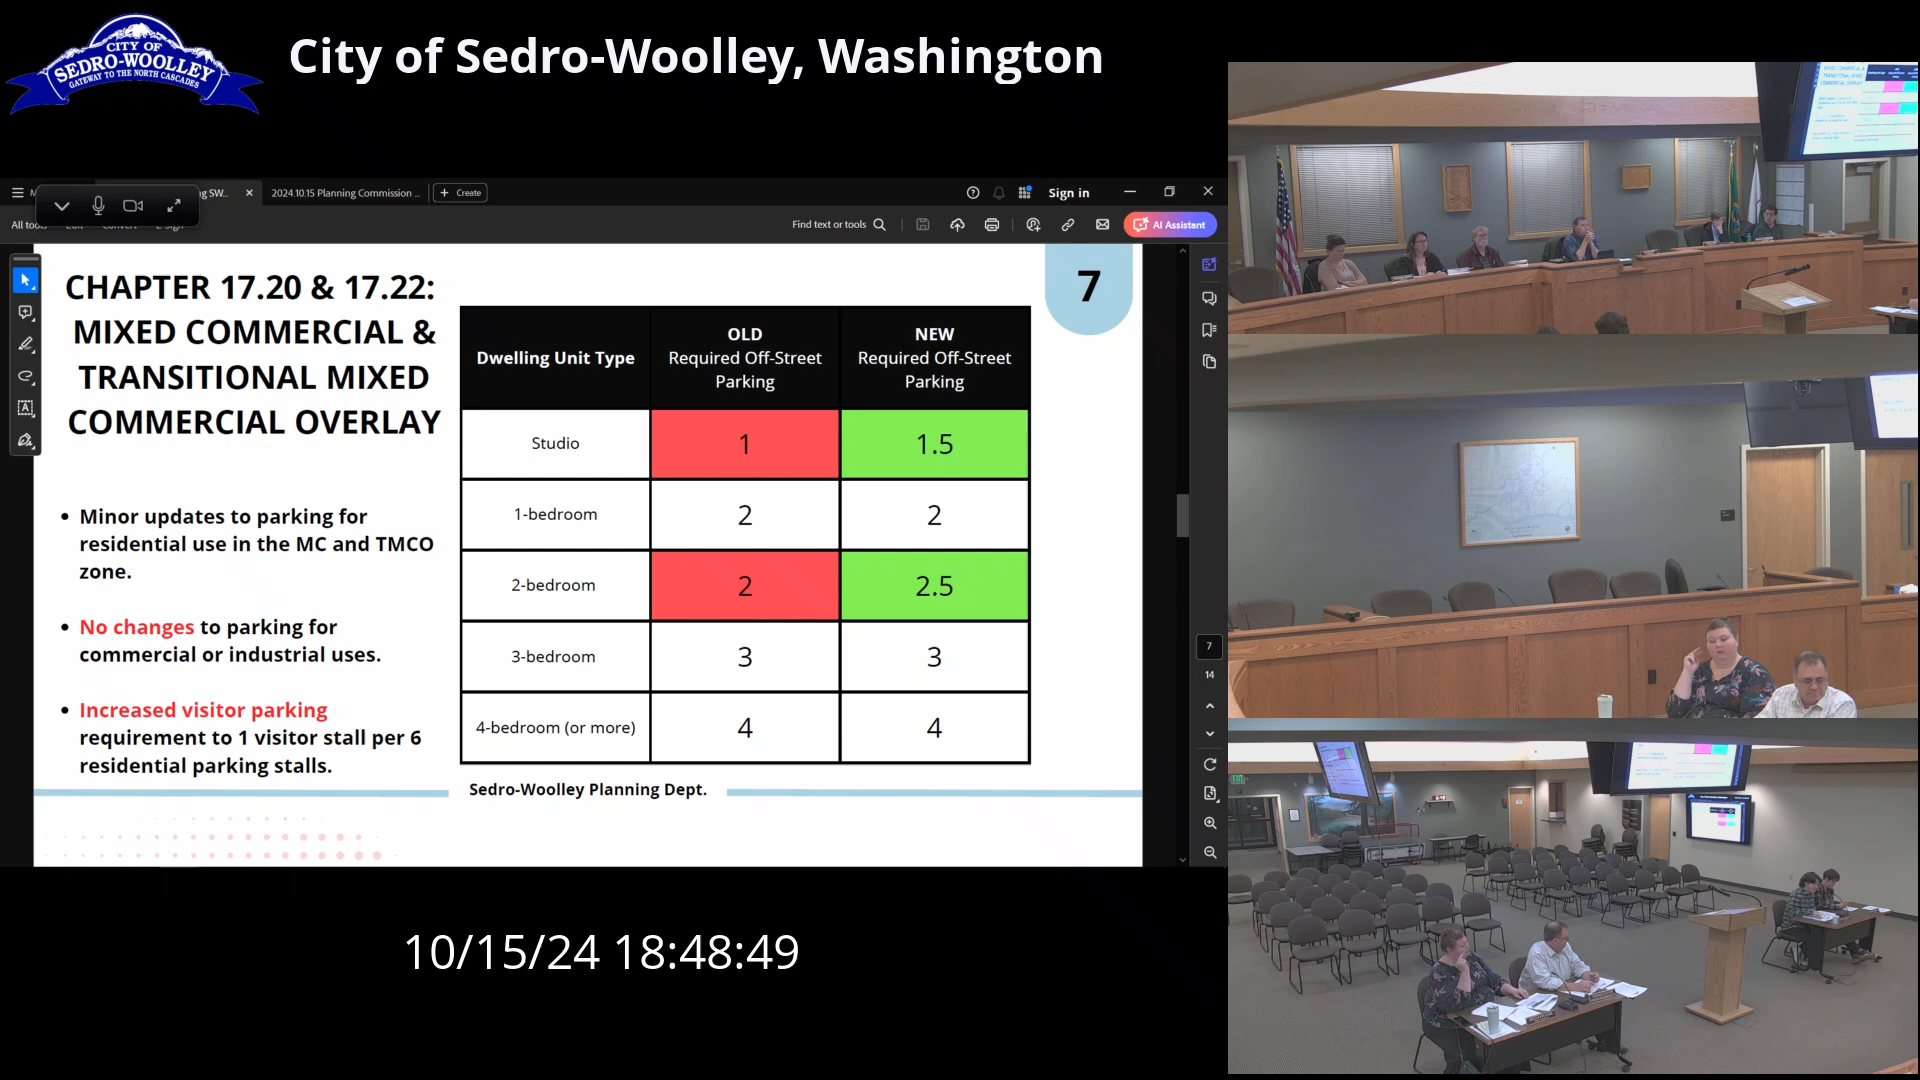 CITY OF
SEDRO-WOOLLEY
GATEWAY TO THE NORTH CASCADES
City of Sedro-Woolley, Washington
2024.10.15 Planning Commission ...
+ Create
Sign in
Find text or tools
AI Assistant
CHAPTER 17.20 & 17.22:
MIXED COMMERCIAL &
TRANSITIONAL MIXED
COMMERCIAL OVERLAY
• Minor updates to parking for
residential use in the MC and TMCO
zone.
• No changes to parking for
commercial or industrial uses.
• Increased visitor parking
requirement to 1 visitor stall per 6
residential parking stalls.
7
Dwelling Unit Type
OLD
Required Off-Street
Parking
NEW
Required Off-Street
Parking
Studio 1 1.5
1-bedroom 2 2
2-bedroom 2 2.5
3-bedroom 3 3
4-bedroom (or more) 4 4
Sedro-Woolley Planning Dept.
7
14
10/15/24 18:48:49